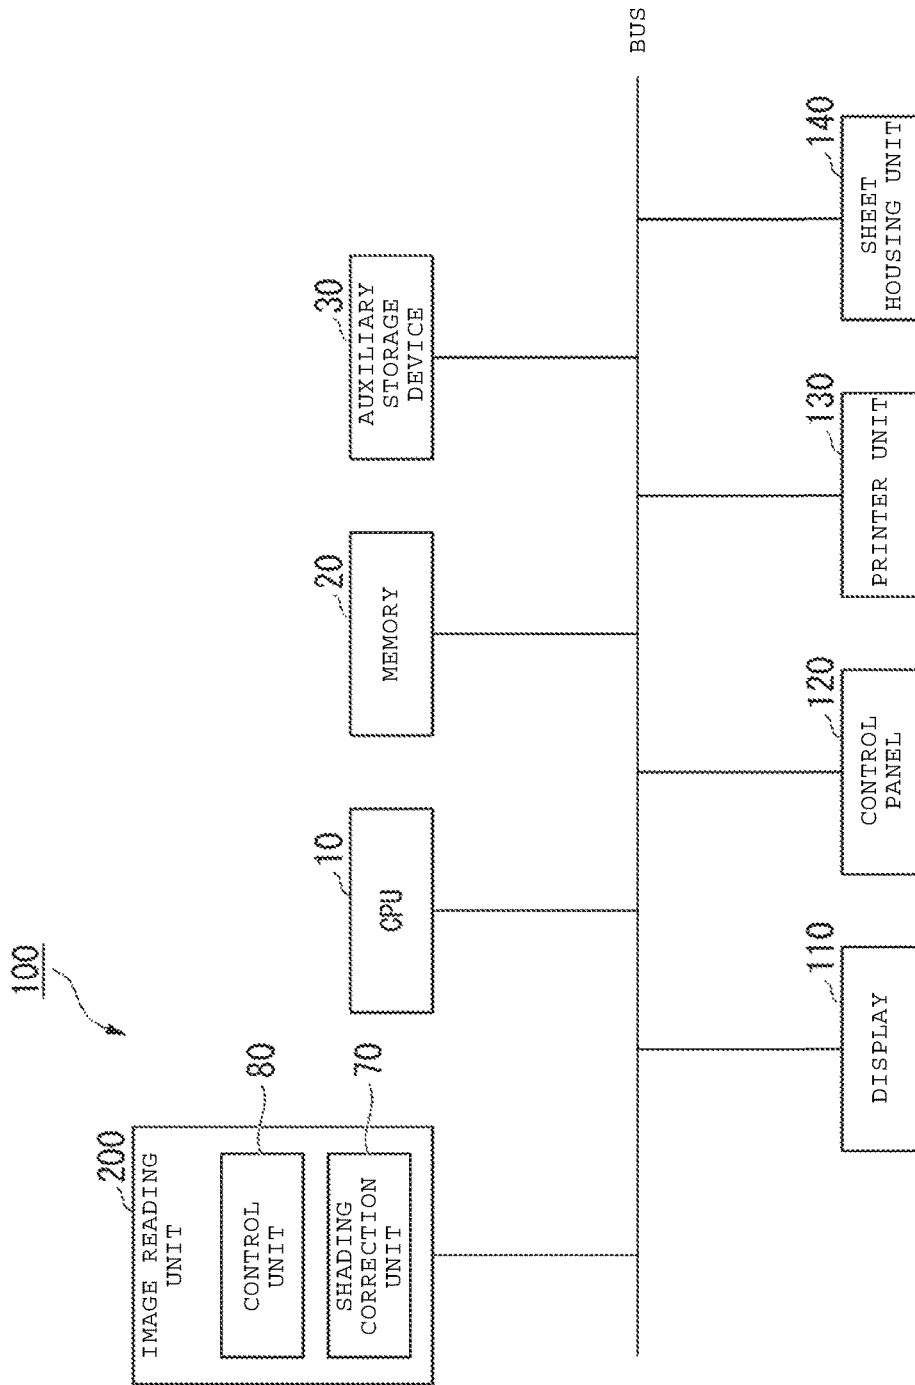 100
200
IMAGE READING
UNIT
80
CONTROL
UNIT
70
SHADING
CORRECTION
UNIT
10
CPU
20
MEMORY
30
AUXILIARY
STORAGE
DEVICE
BUS
110
DISPLAY
120
CONTROL
PANEL
130
PRINTER UNIT
140
SHEET
HOUSING UNIT